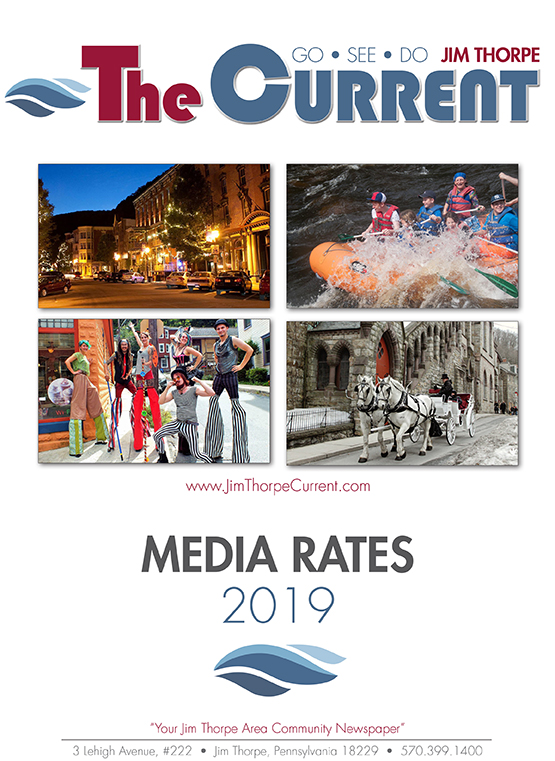 GO • SEE • DO JIM THORPE
The CURRENT
www.JimThorpeCurrent.com
MEDIA RATES
2019
“Your Jim Thorpe Area Community Newspaper”
3 Lehigh Avenue, #222 • Jim Thorpe, Pennsylvania 18229 • 570.399.1400